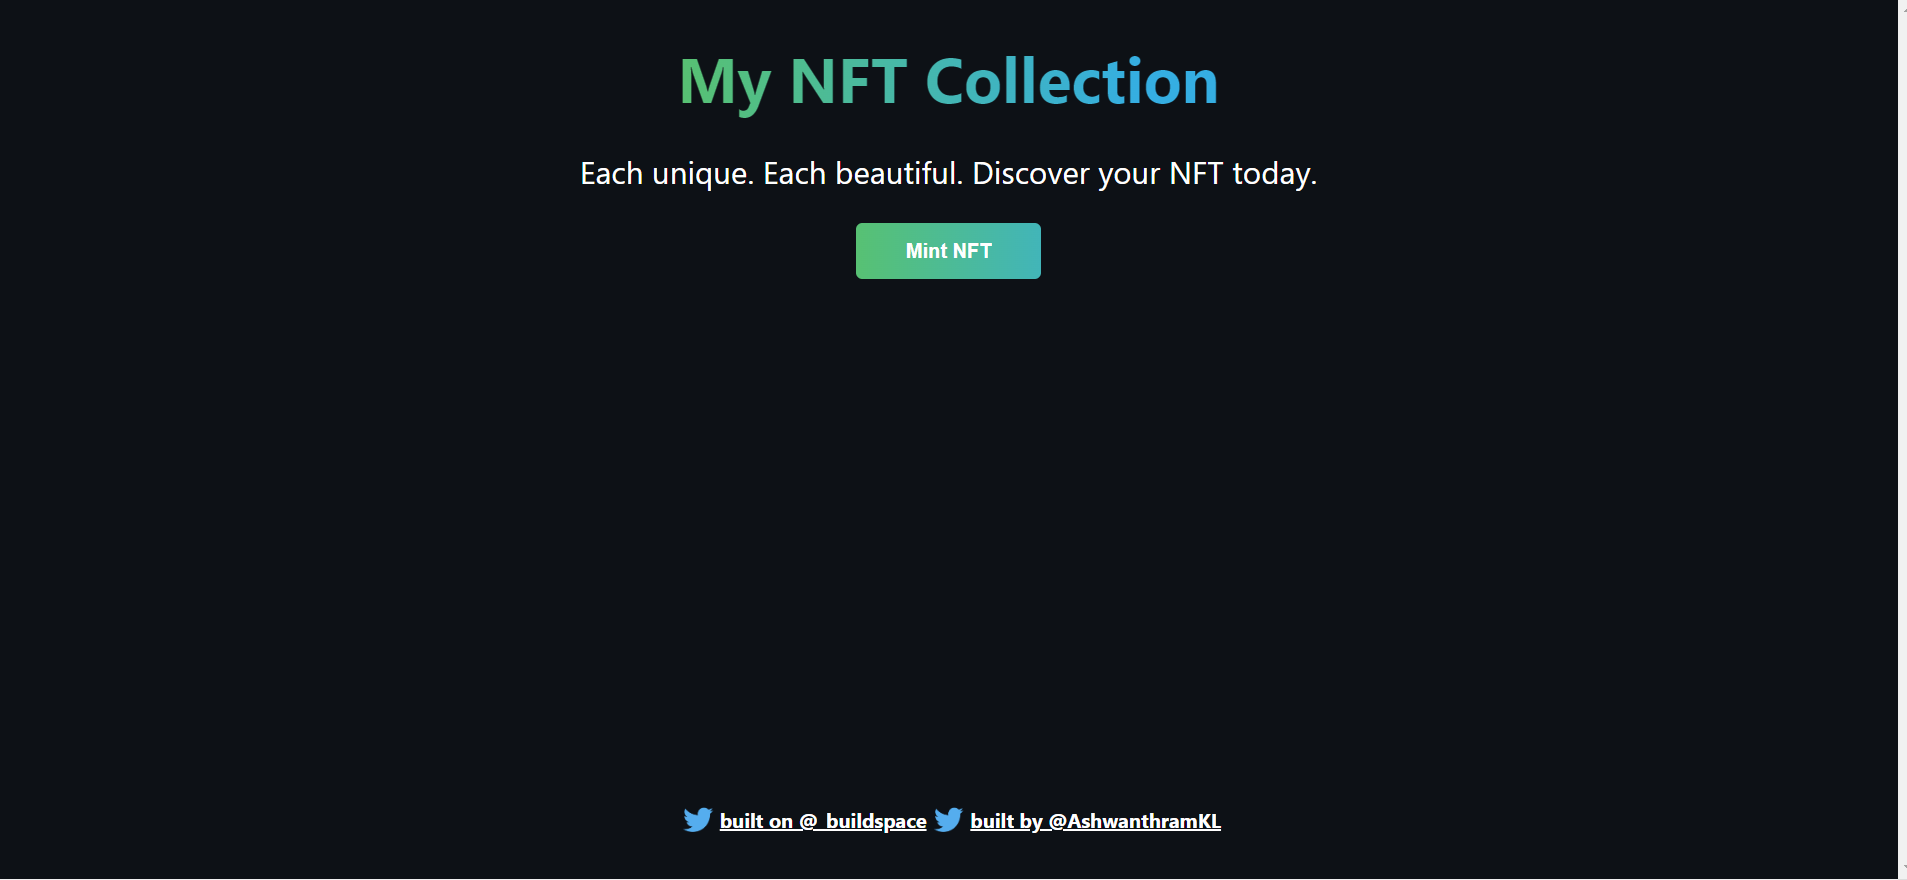 My NFT Collection
Each unique. Each beautiful. Discover your NFT today.
Mint NFT
built on @_buildspace built by @AshwanthramKL